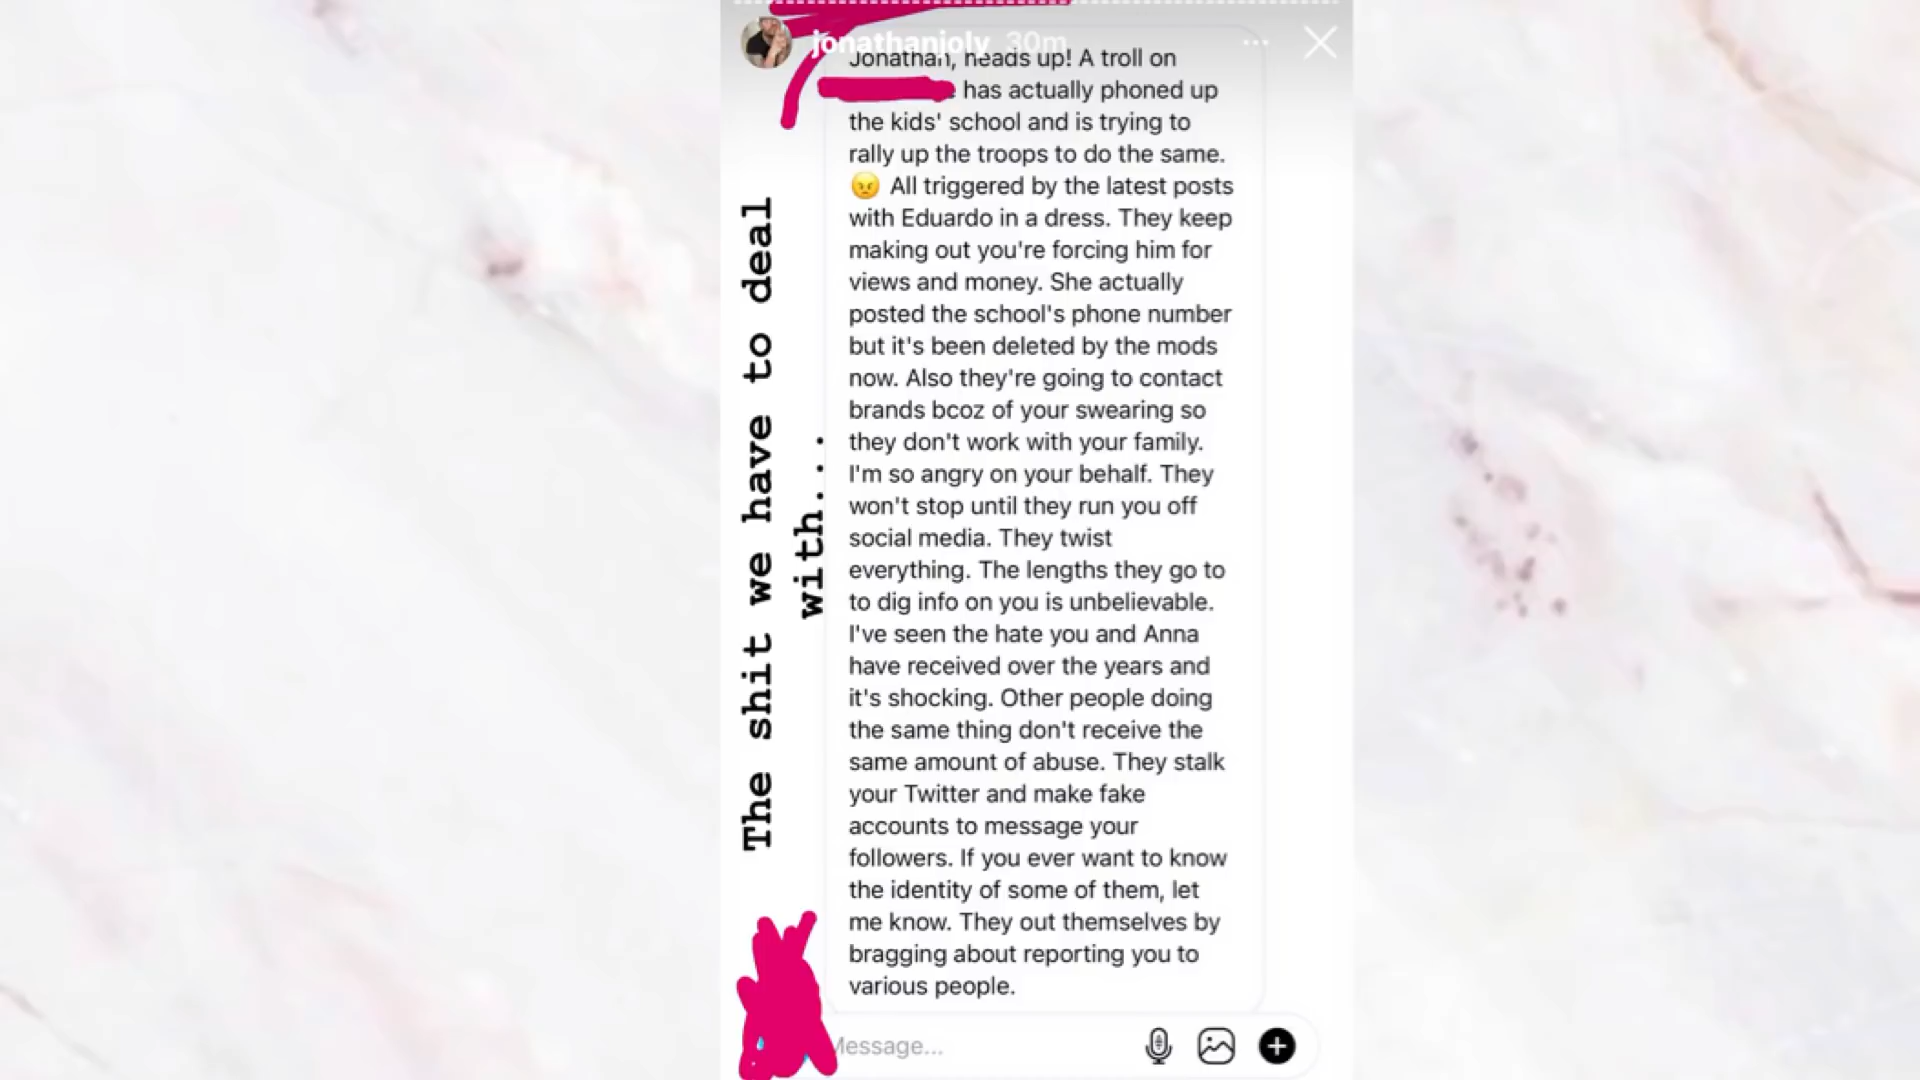 jonathanjoly 30m
Jonathan, heads up! A troll on
has actually phoned up
the kids' school and is trying to
rally up the troops to do the same.
😠 All triggered by the latest posts
with Eduardo in a dress. They keep
making out you're forcing him for
views and money. She actually
posted the school's phone number
but it's been deleted by the mods
now. Also they're going to contact
brands bcoz of your swearing so
they don't work with your family.
I'm so angry on your behalf. They
won't stop until they run you off
social media. They twist
everything. The lengths they go to
to dig info on you is unbelievable.
I've seen the hate you and Anna
have received over the years and
it's shocking. Other people doing
the same thing don't receive the
same amount of abuse. They stalk
your Twitter and make fake
accounts to message your
followers. If you ever want to know
the identity of some of them, let
me know. They out themselves by
bragging about reporting you to
various people.
The shit we have to deal
with...
Message...